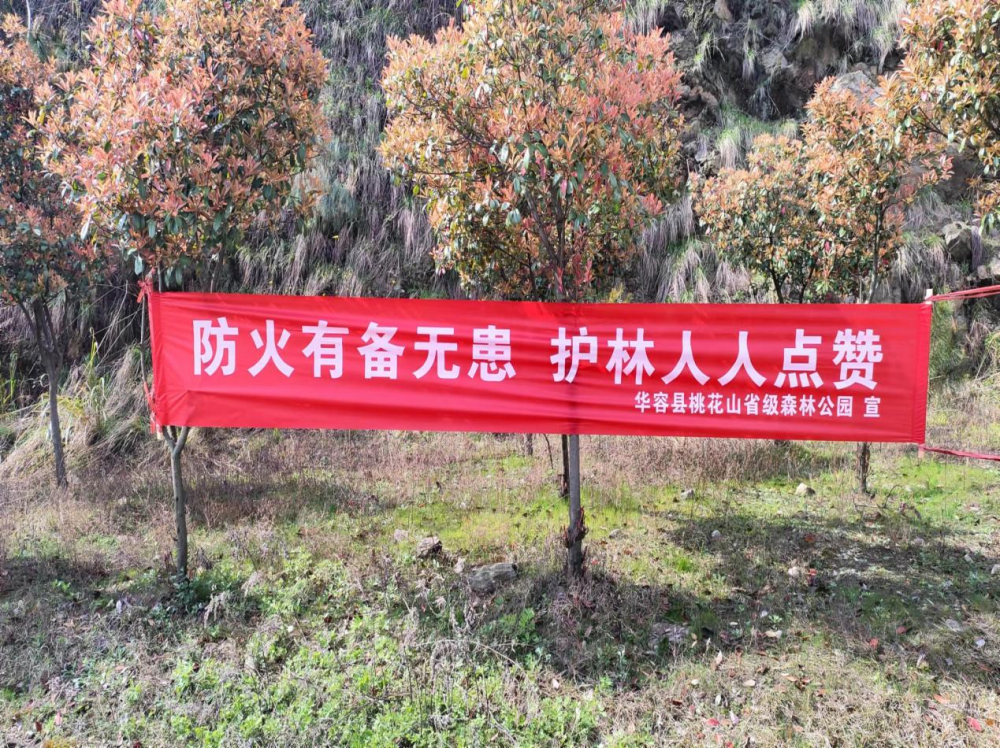 防火有备无患 护林人人点赞
华容县桃花山省级森林公园 宣